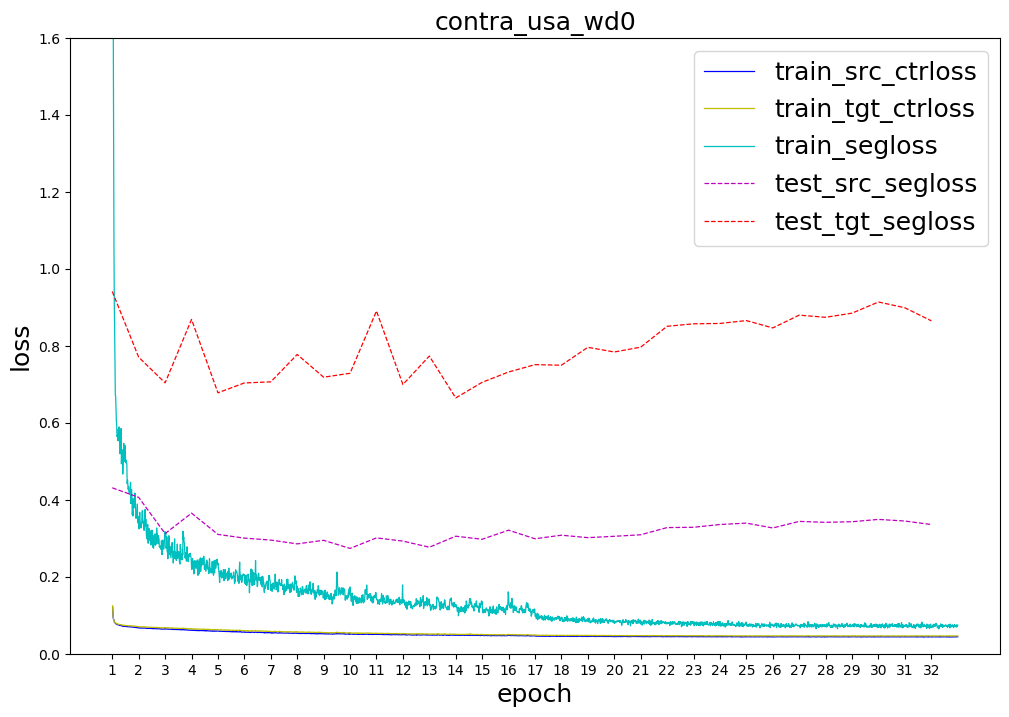 contra_usa_wd0
1.6
1.4
1.2
1.0
0.8
0.6
0.4
0.2
0.0
loss
train_src_ctrloss
train_tgt_ctrloss
train_segloss
test_src_segloss
test_tgt_segloss
1 2 3 4 5 6 7 8 9 10 11 12 13 14 15 16 17 18 19 20 21 22 23 24 25 26 27 28 29 30 31 32
epoch